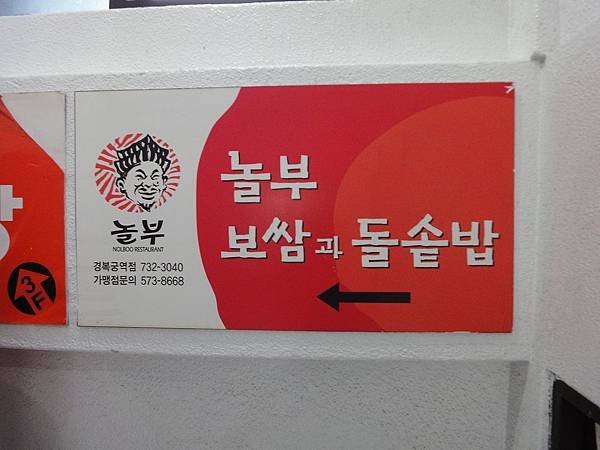 놀부
NOLBOO RESTAURANT
경복궁역점 732-3040
가맹점문의 573-8668
놀부
보쌈과 돌솥밥
3F